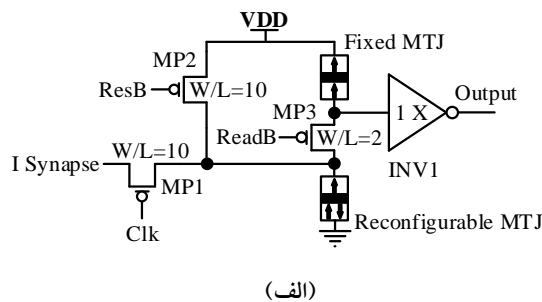 VDD
Fixed MTJ
MP2
ResB
W/L=10
MP3
1 X
Output
ReadB
W/L=2
INV1
W/L=10
I Synapse
MP1
Clk
Reconfigurable MTJ
(الف)